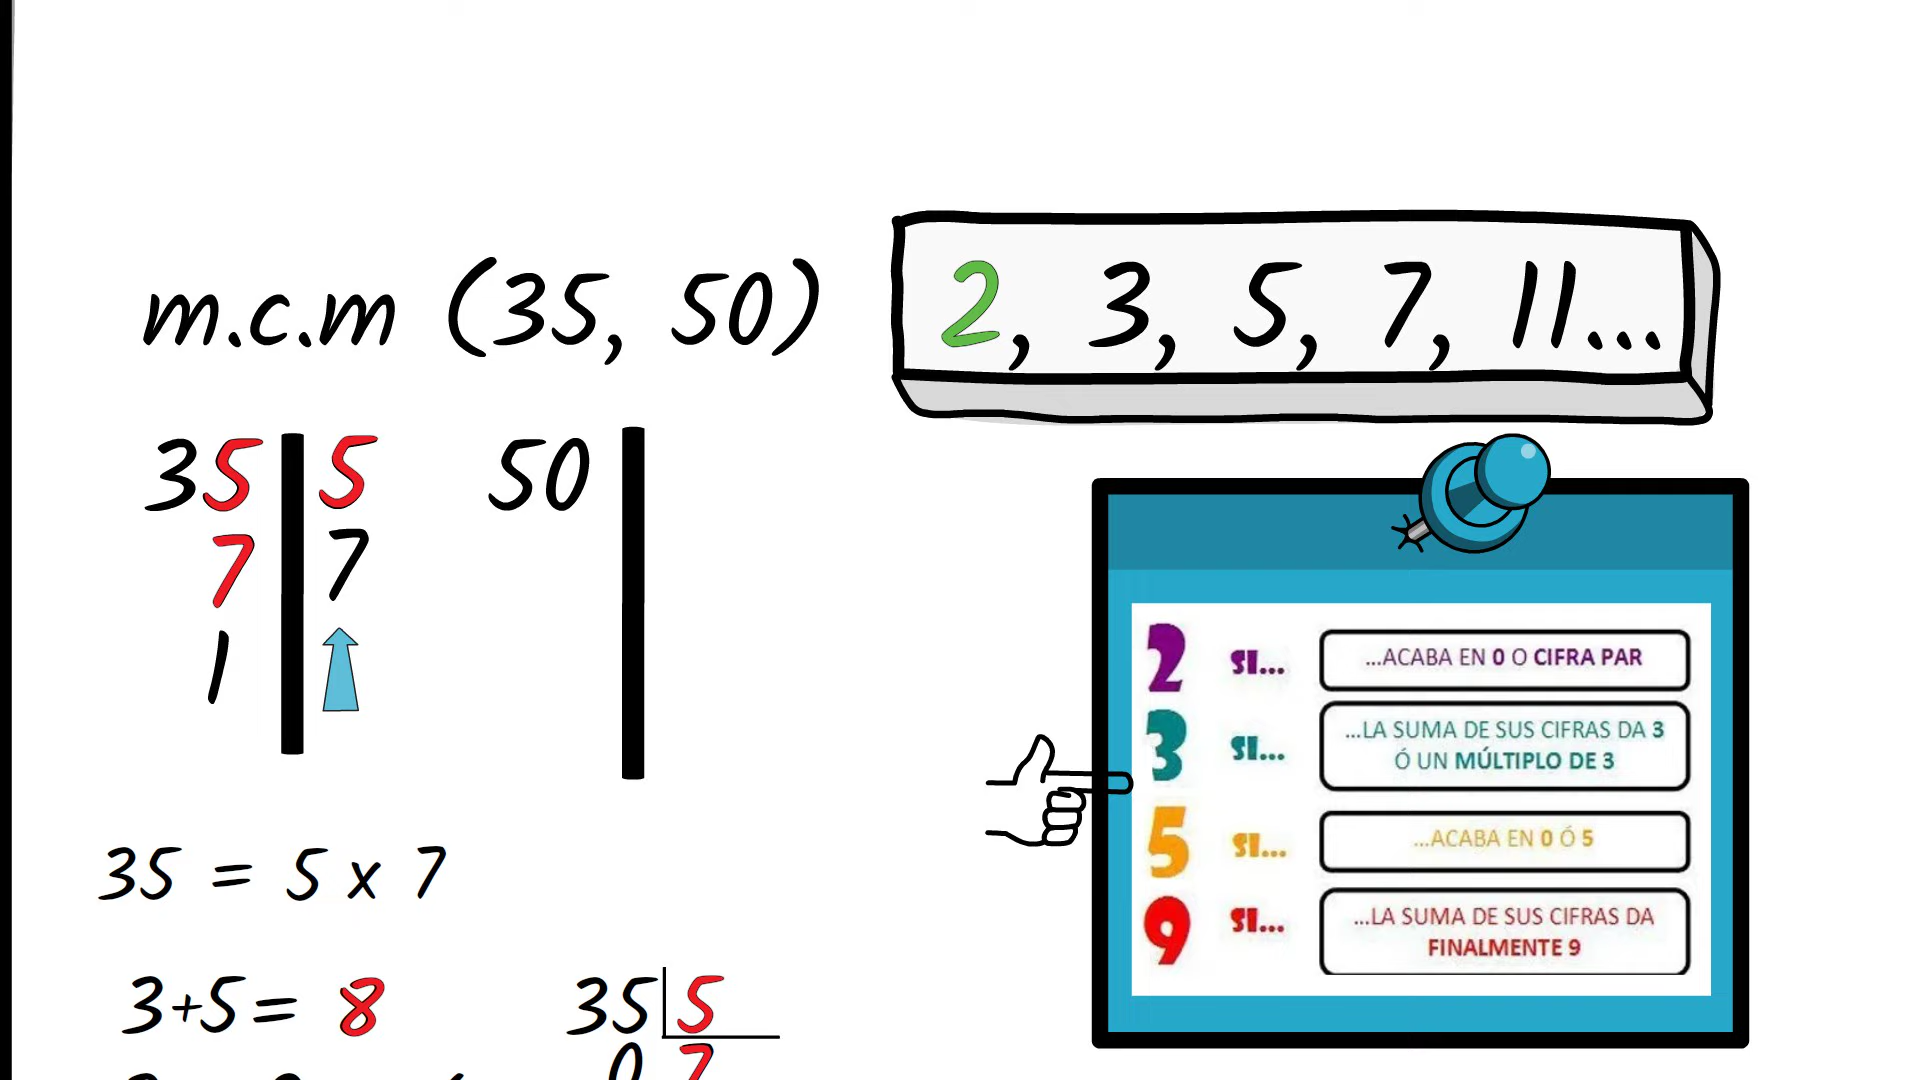 m.c.m (35, 50)
2, 3, 5, 7, 11...
35 5
7 7
1
50
35 = 5 x 7
3+5= 8
35 5
0 7
2 SI... ...ACABA EN 0 O CIFRA PAR
3 SI... ...LA SUMA DE SUS CIFRAS DA 3
Ó UN MÚLTIPLO DE 3
5 SI... ...ACABA EN 0 Ó 5
9 SI... ...LA SUMA DE SUS CIFRAS DA
FINALMENTE 9